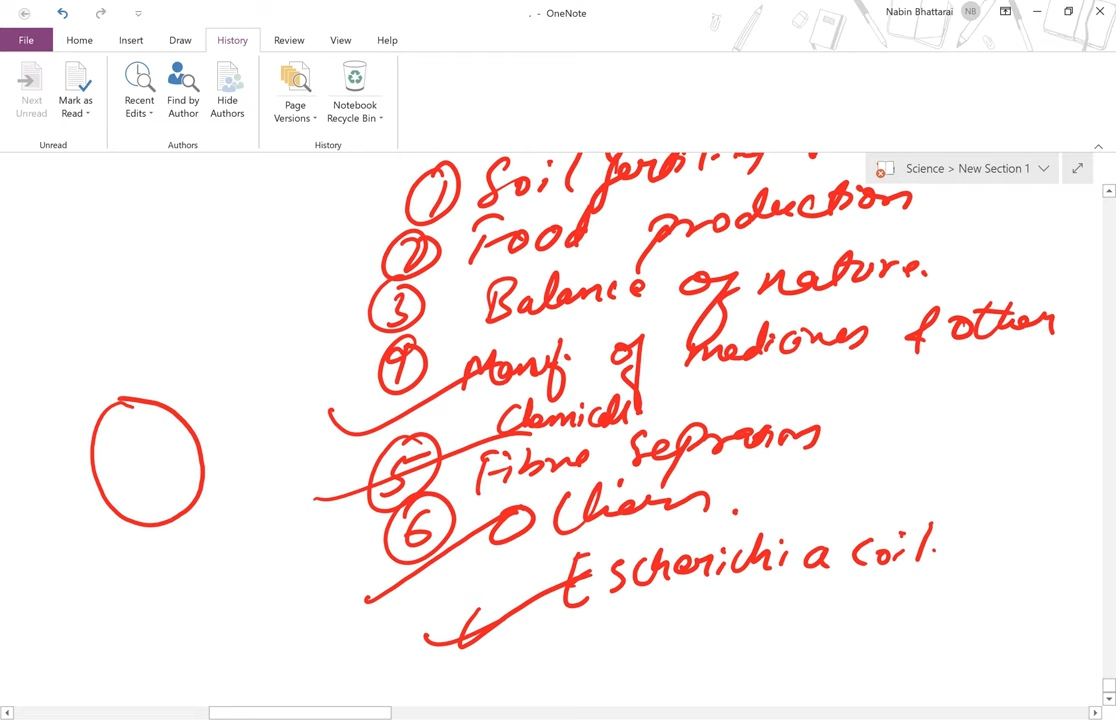 . - OneNote
Nabin Bhattarai NB
File Home Insert Draw History Review View Help
Next Unread
Mark as Read
Recent Edits
Find by Author
Hide Authors
Page Versions
Notebook Recycle Bin
Unread Authors History
Science > New Section 1
① Soil
② Food production
③ Balance of nature.
④ Manf. of medicines & other
Chemicals
⑤ Fibre
⑥
Escherichia coil.